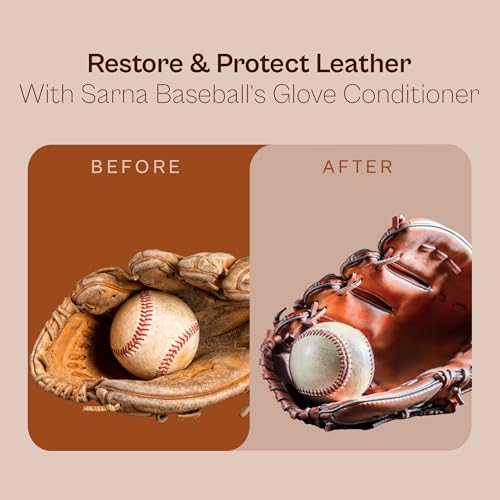 Restore & Protect Leather
With Sarna Baseball's Glove Conditioner
BEFORE
AFTER